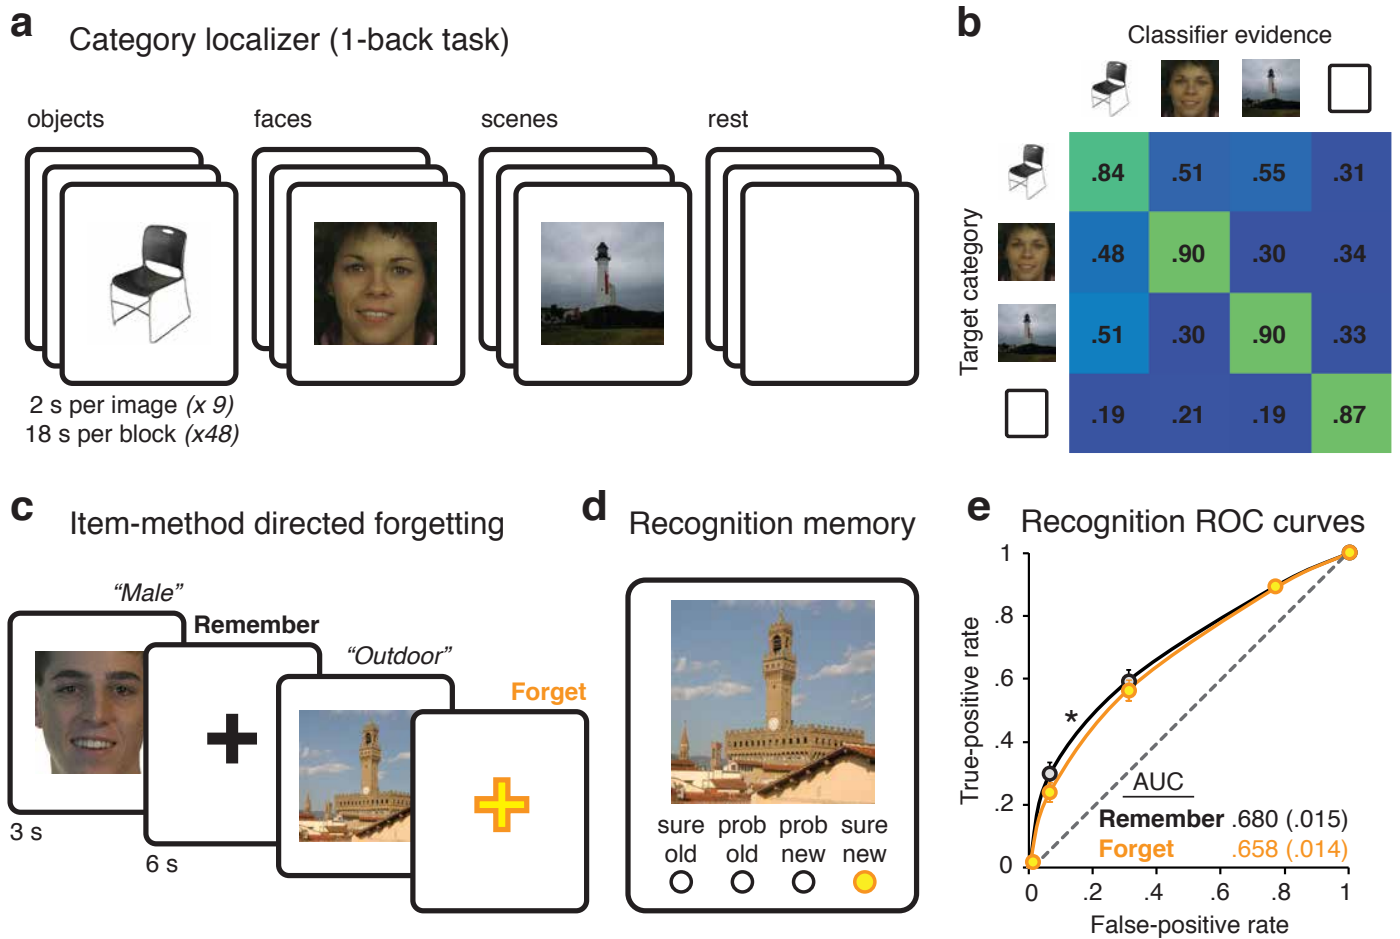 a Category localizer (1-back task)
objects faces scenes rest
2 s per image (x 9)
18 s per block (x48)
b
Classifier evidence
Target category
.84 .51 .55 .31
.48 .90 .30 .34
.51 .30 .90 .33
.19 .21 .19 .87
c Item-method directed forgetting
“Male”
Remember
“Outdoor”
Forget
3 s
6 s
d Recognition memory
sure prob prob sure
old old new new
e Recognition ROC curves
True-positive rate
1
.8
.6
.4
.2
0
*
AUC
Remember .680 (.015)
Forget .658 (.014)
0 .2 .4 .6 .8 1
False-positive rate